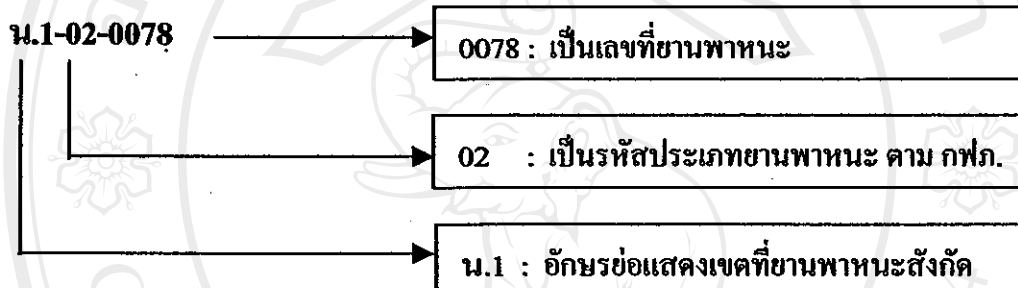 น.1-02-0078
0078 : เป็นเลขที่ยานพาหนะ
02 : เป็นรหัสประเภทยานพาหนะ ตาม กฟภ.
น.1 : อักษรย่อแสดงเขตที่ยานพาหนะสังกัด